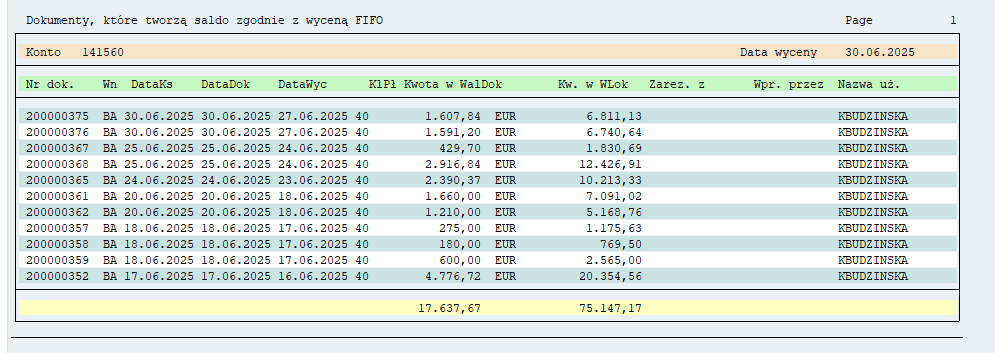 Dokumenty, które tworzą saldo zgodnie z wyceną FIFO Page 1
Konto 141560 Data wyceny 30.06.2025
Nr dok. Wn DataKs DataDok DataWyc KlPł Kwota w WalDok Kw. w WLok Zarez. z Wpr. przez Nazwa uż.
200000375 BA 30.06.2025 30.06.2025 27.06.2025 40 1.607,84 EUR 6.811,13 KBUDZINSKA
200000376 BA 30.06.2025 30.06.2025 27.06.2025 40 1.591,20 EUR 6.740,64 KBUDZINSKA
200000367 BA 25.06.2025 25.06.2025 24.06.2025 40 429,70 EUR 1.830,69 KBUDZINSKA
200000368 BA 25.06.2025 25.06.2025 24.06.2025 40 2.916,84 EUR 12.426,91 KBUDZINSKA
200000365 BA 24.06.2025 24.06.2025 23.06.2025 40 2.390,37 EUR 10.213,33 KBUDZINSKA
200000361 BA 20.06.2025 20.06.2025 18.06.2025 40 1.660,00 EUR 7.091,02 KBUDZINSKA
200000362 BA 20.06.2025 20.06.2025 18.06.2025 40 1.210,00 EUR 5.168,76 KBUDZINSKA
200000357 BA 18.06.2025 18.06.2025 17.06.2025 40 275,00 EUR 1.175,63 KBUDZINSKA
200000358 BA 18.06.2025 18.06.2025 17.06.2025 40 180,00 EUR 769,50 KBUDZINSKA
200000359 BA 18.06.2025 18.06.2025 17.06.2025 40 600,00 EUR 2.565,00 KBUDZINSKA
200000352 BA 17.06.2025 17.06.2025 16.06.2025 40 4.776,72 EUR 20.354,56 KBUDZINSKA
17.637,67 75.147,17